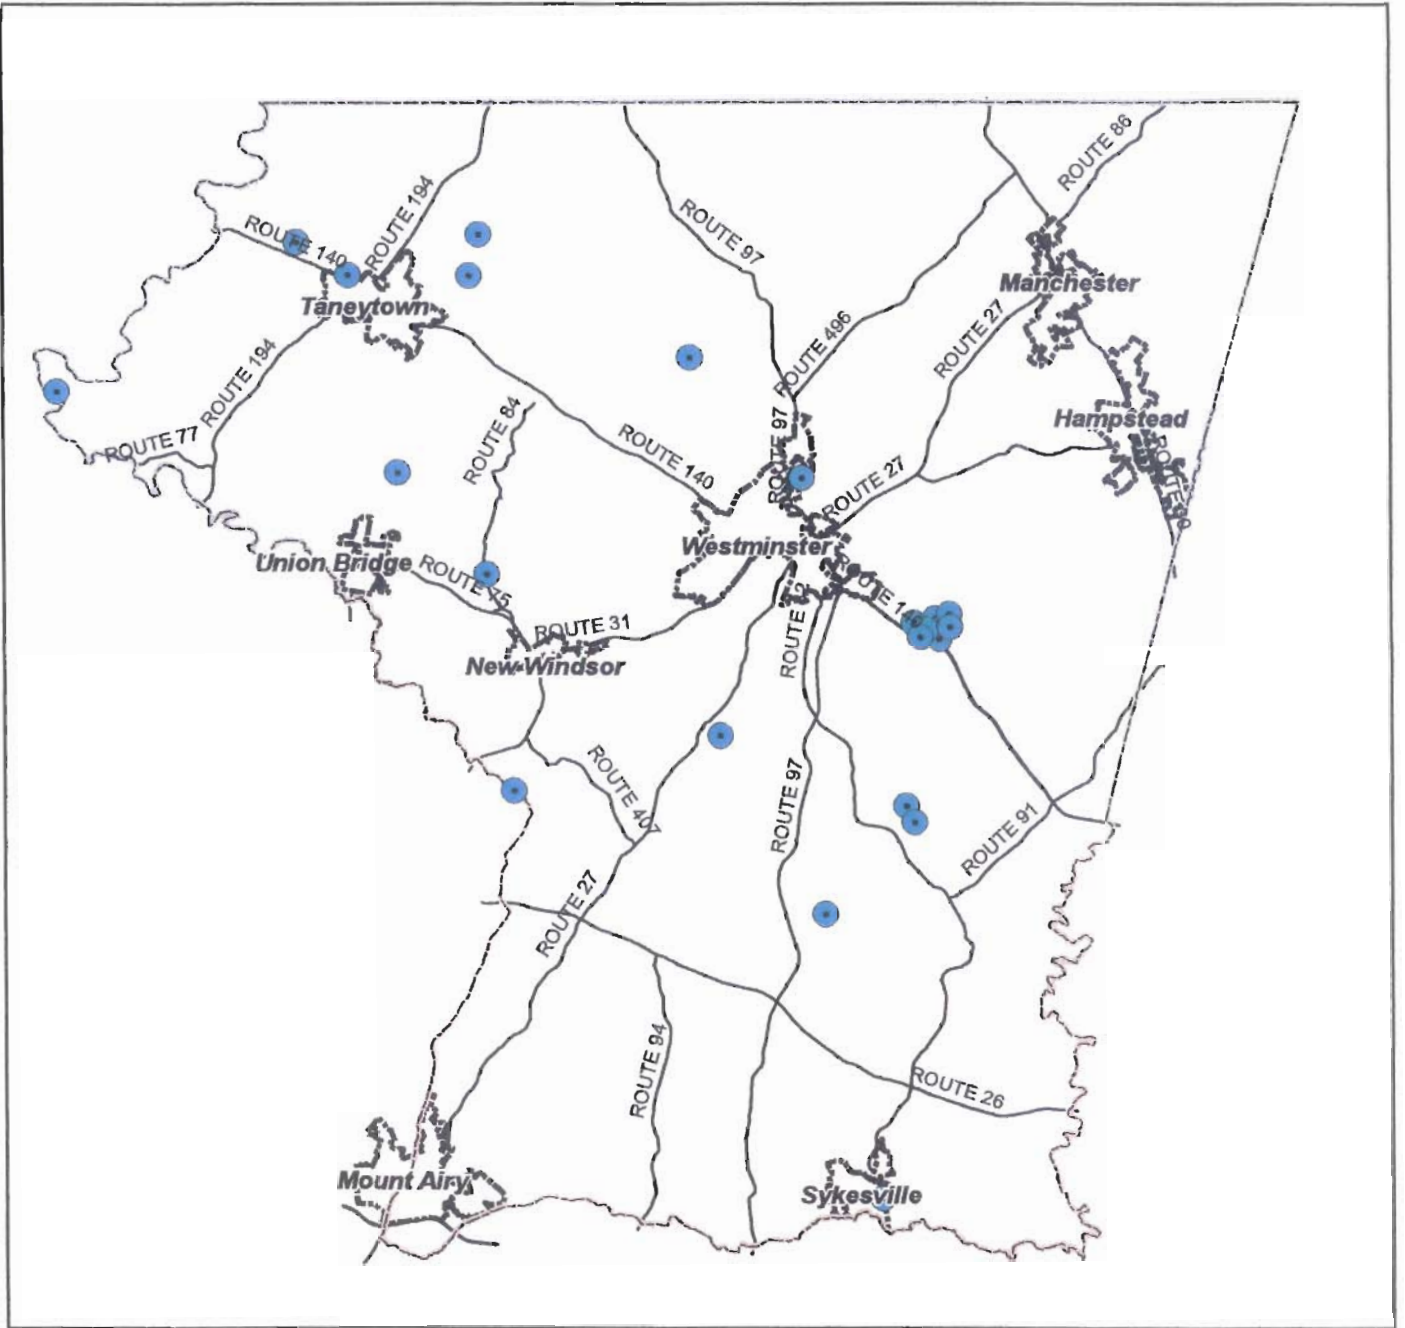 ROUTE 86
ROUTE 194
ROUTE 97
ROUTE 140
Manchester
Taneytown
ROUTE 496
ROUTE 27
ROUTE 194
ROUTE 84
Hampstead
ROUTE 77
ROUTE 140
ROUTE 97
ROUTE 27
Westminster
Union Bridge
ROUTE 75
ROUTE 31
ROUTE
New Windsor
ROUTE
ROUTE 407
ROUTE 97
ROUTE 91
ROUTE 27
ROUTE 94
ROUTE 26
Mount Airy
Sykesville